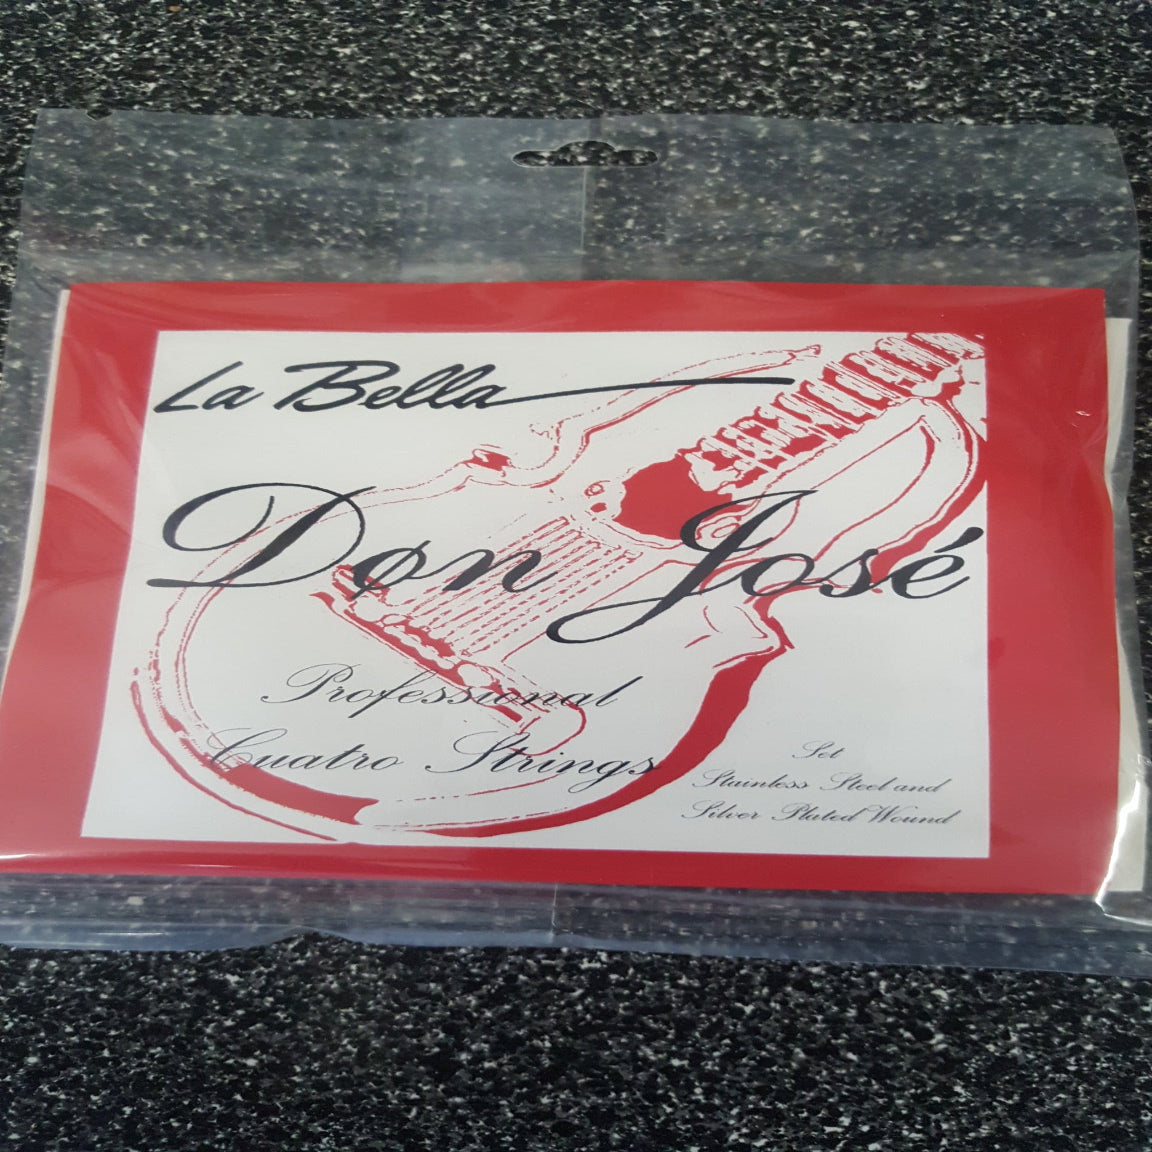 La Bella
Don José
Professional
Cuatro Strings
Set
Stainless Steel and
Silver Plated Wound